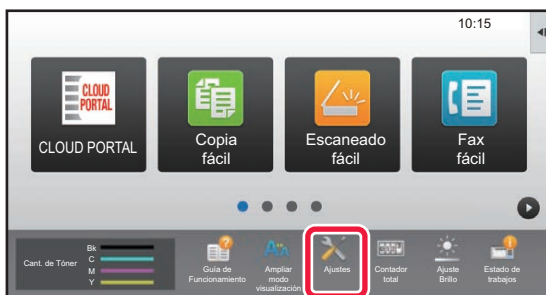 10:15
CLOUD
PORTAL
CLOUD PORTAL
Copia
fácil
Escaneado
fácil
Fax
fácil
Cant. de Tóner
Bk
C
M
Y
Guía de
Funcionamiento
Ampliar
modo
visualización
Ajustes
Contador
total
Ajuste
Brillo
Estado de
trabajos